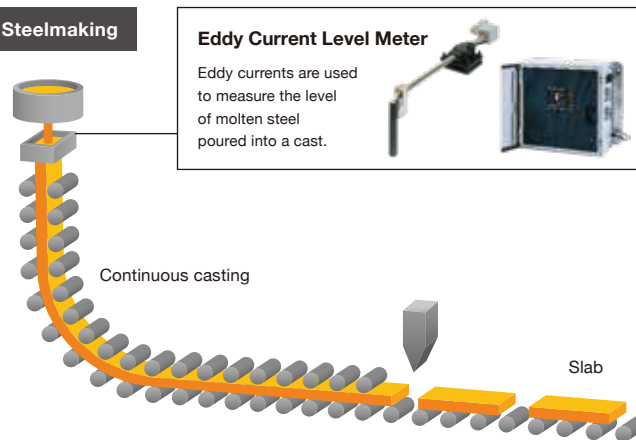 Steelmaking
Eddy Current Level Meter
Eddy currents are used
to measure the level
of molten steel
poured into a cast.
Continuous casting
Slab